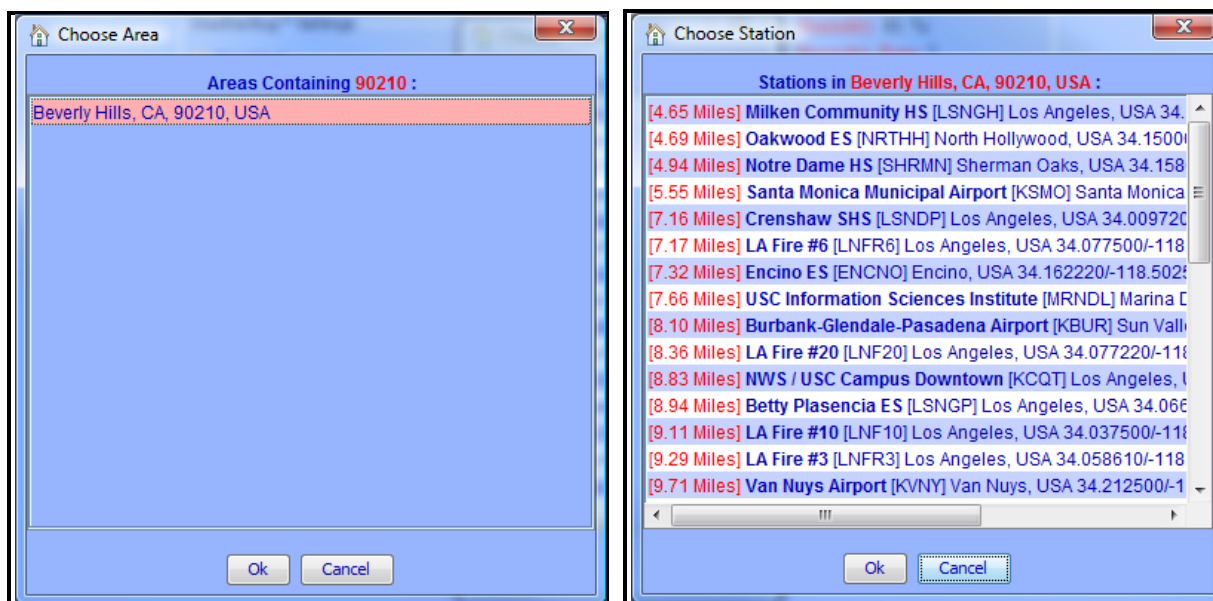 Choose Area
Areas Containing 90210 :
Beverly Hills, CA, 90210, USA
Ok
Cancel
Choose Station
Stations in Beverly Hills, CA, 90210, USA :
[4.65 Miles] Milken Community HS [LSNGH] Los Angeles, USA 34.
[4.69 Miles] Oakwood ES [NRTHH] North Hollywood, USA 34.1500
[4.94 Miles] Notre Dame HS [SHRMN] Sherman Oaks, USA 34.158
[5.55 Miles] Santa Monica Municipal Airport [KSMO] Santa Monica
[7.16 Miles] Crenshaw SHS [LSNDP] Los Angeles, USA 34.009720
[7.17 Miles] LA Fire #6 [LNFR6] Los Angeles, USA 34.077500/-118
[7.32 Miles] Encino ES [ENCNO] Encino, USA 34.162220/-118.502
[7.66 Miles] USC Information Sciences Institute [MRNDL] Marina
[8.10 Miles] Burbank-Glendale-Pasadena Airport [KBUR] Sun
[8.36 Miles] LA Fire #20 [LNF20] Los Angeles, USA 34.077220/-118
[8.83 Miles] NWS / USC Campus Downtown [KCQT] Los Angeles,
[8.94 Miles] Betty Plasencia ES [LSNGP] Los Angeles, USA 34.066
[9.11 Miles] LA Fire #10 [LNF10] Los Angeles, USA 34.037500/-118
[9.29 Miles] LA Fire #3 [LNFR3] Los Angeles, USA 34.058610/-118
[9.71 Miles] Van Nuys Airport [KVNY] Van Nuys, USA 34.212500/-1
Ok
Cancel